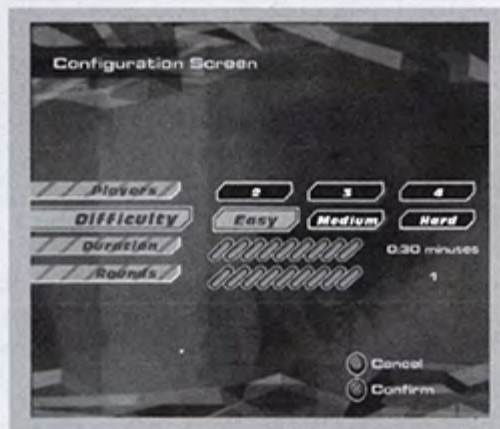 Configuration Screen
Players 2 3 4
Difficulty Easy Medium Hard
Duration 0:30 minutes
Rounds 1
Cancel
Confirm